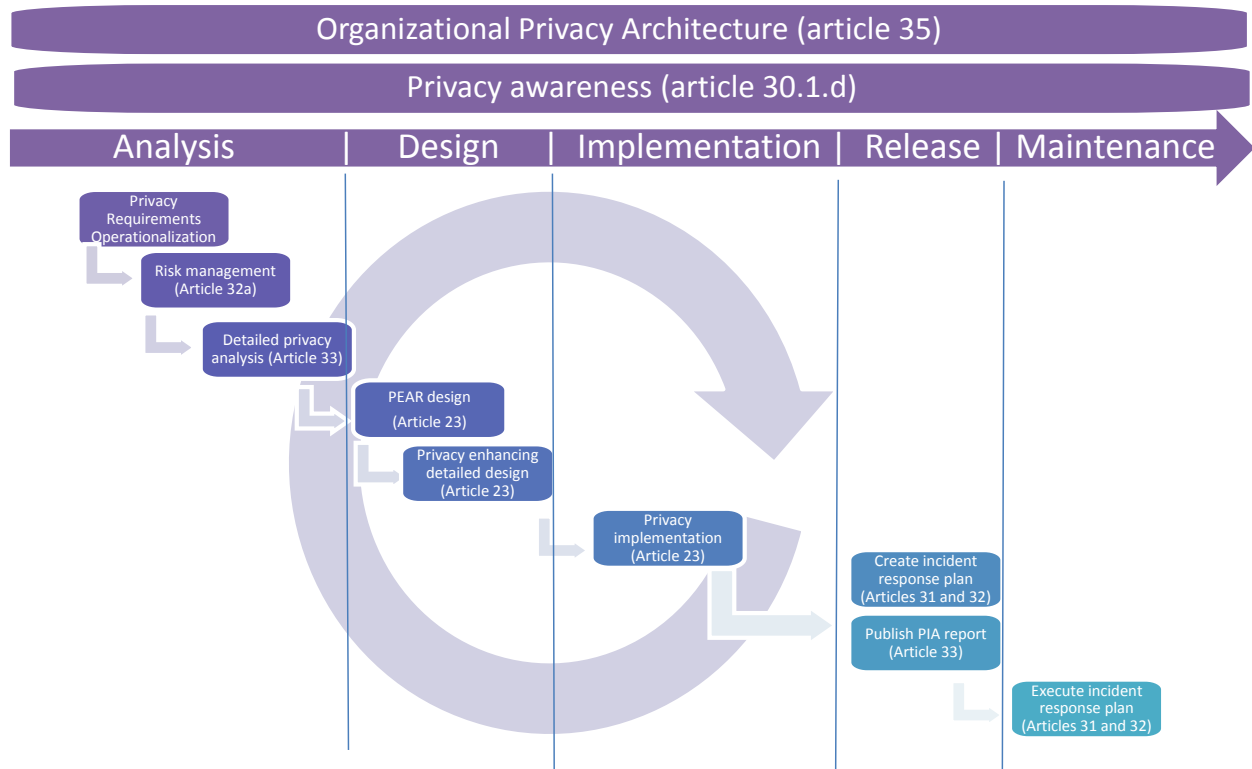 Organizational Privacy Architecture (article 35)
Privacy awareness (article 30.1.d)
Analysis | Design | Implementation | Release | Maintenance
Privacy
Requirements
Operationalization
Risk management
(Article 32a)
Detailed privacy
analysis (Article 33)
PEAR design
(Article 23)
Privacy enhancing
detailed design
(Article 23)
Privacy
implementation
(Article 23)
Create incident
response plan
(Articles 31 and 32)
Publish PIA report
(Article 33)
Execute incident
response plan
(Articles 31 and 32)